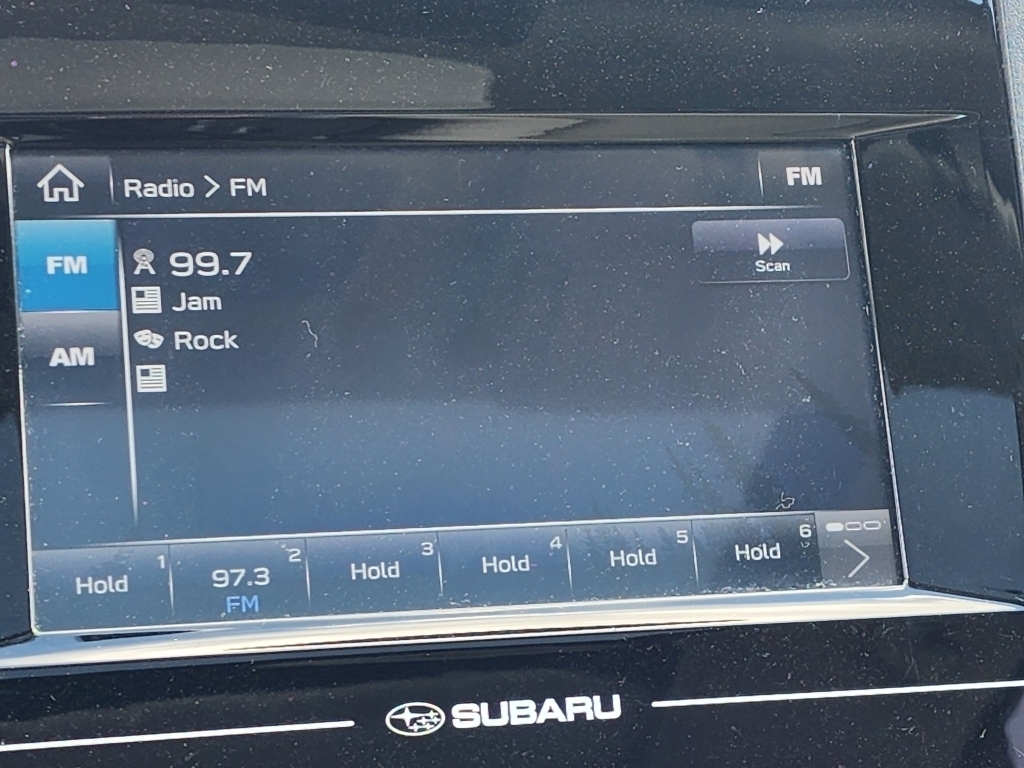 Radio > FM
FM
FM
99.7
Scan
Jam
AM
Rock
1
Hold
2
97.3
FM
3
Hold
4
Hold
5
Hold
6
Hold
SUBARU